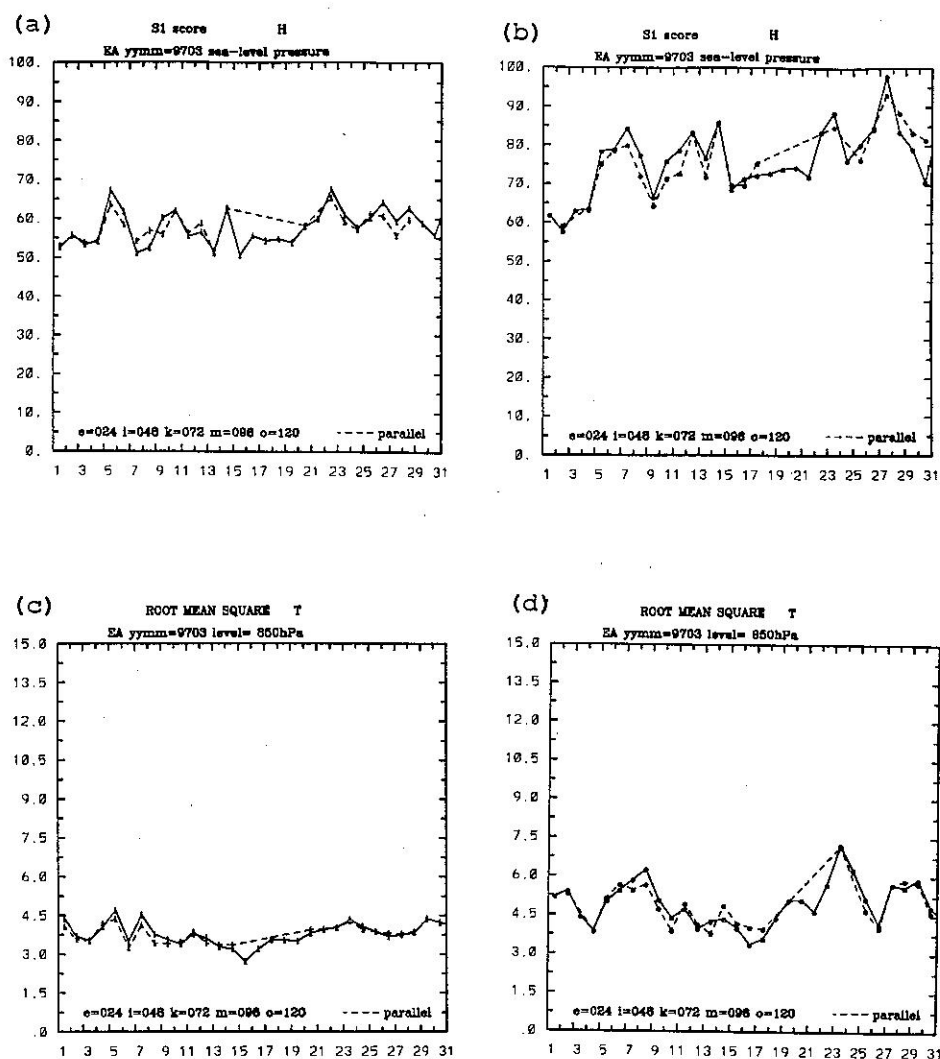 (a)
S1 score H
EA yymm=9703 sea-level pressure
100.
90.
80.
70.
60.
50.
40.
30.
20.
10.
0.
e=024 i=048 k=072 m=096 o=120 parallel
1 3 5 7 9 11 13 15 17 19 21 23 25 27 29 31
(b)
S1 score H
EA yymm=9703 sea-level pressure
100.
90.
80.
70.
60.
50.
40.
30.
20.
10.
0.
e=024 i=048 k=072 m=096 o=120 parallel
1 3 5 7 9 11 13 15 17 19 21 23 25 27 29 31
(c)
ROOT MEAN SQUARE T
EA yymm=9703 level= 850hPa
15.0
13.5
12.0
10.5
9.0
7.5
6.0
4.5
3.0
1.5
.0
e=024 i=048 k=072 m=096 o=120 parallel
1 3 5 7 9 11 13 15 17 19 21 23 25 27 29 31
(d)
ROOT MEAN SQUARE T
EA yymm=9703 level= 850hPa
15.0
13.5
12.0
10.5
9.0
7.5
6.0
4.5
3.0
1.5
.0
e=024 i=048 k=072 m=096 o=120 parallel
1 3 5 7 9 11 13 15 17 19 21 23 25 27 29 31